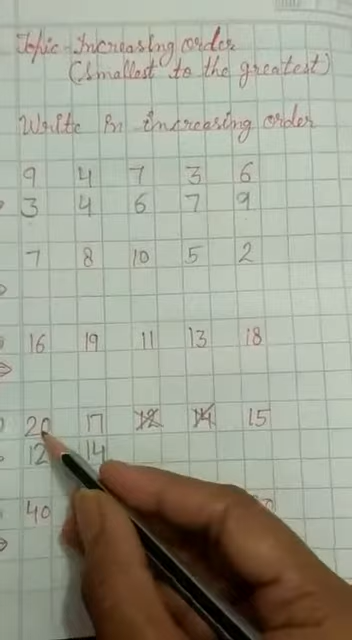 Topic-Increasing order
(Smallest to the greatest)
Write in increasing order
9 4 7 3 6
3 4 6 7 9
7 8 10 5 2
16 19 11 13 18
20 17 12 14 15
12 14
40